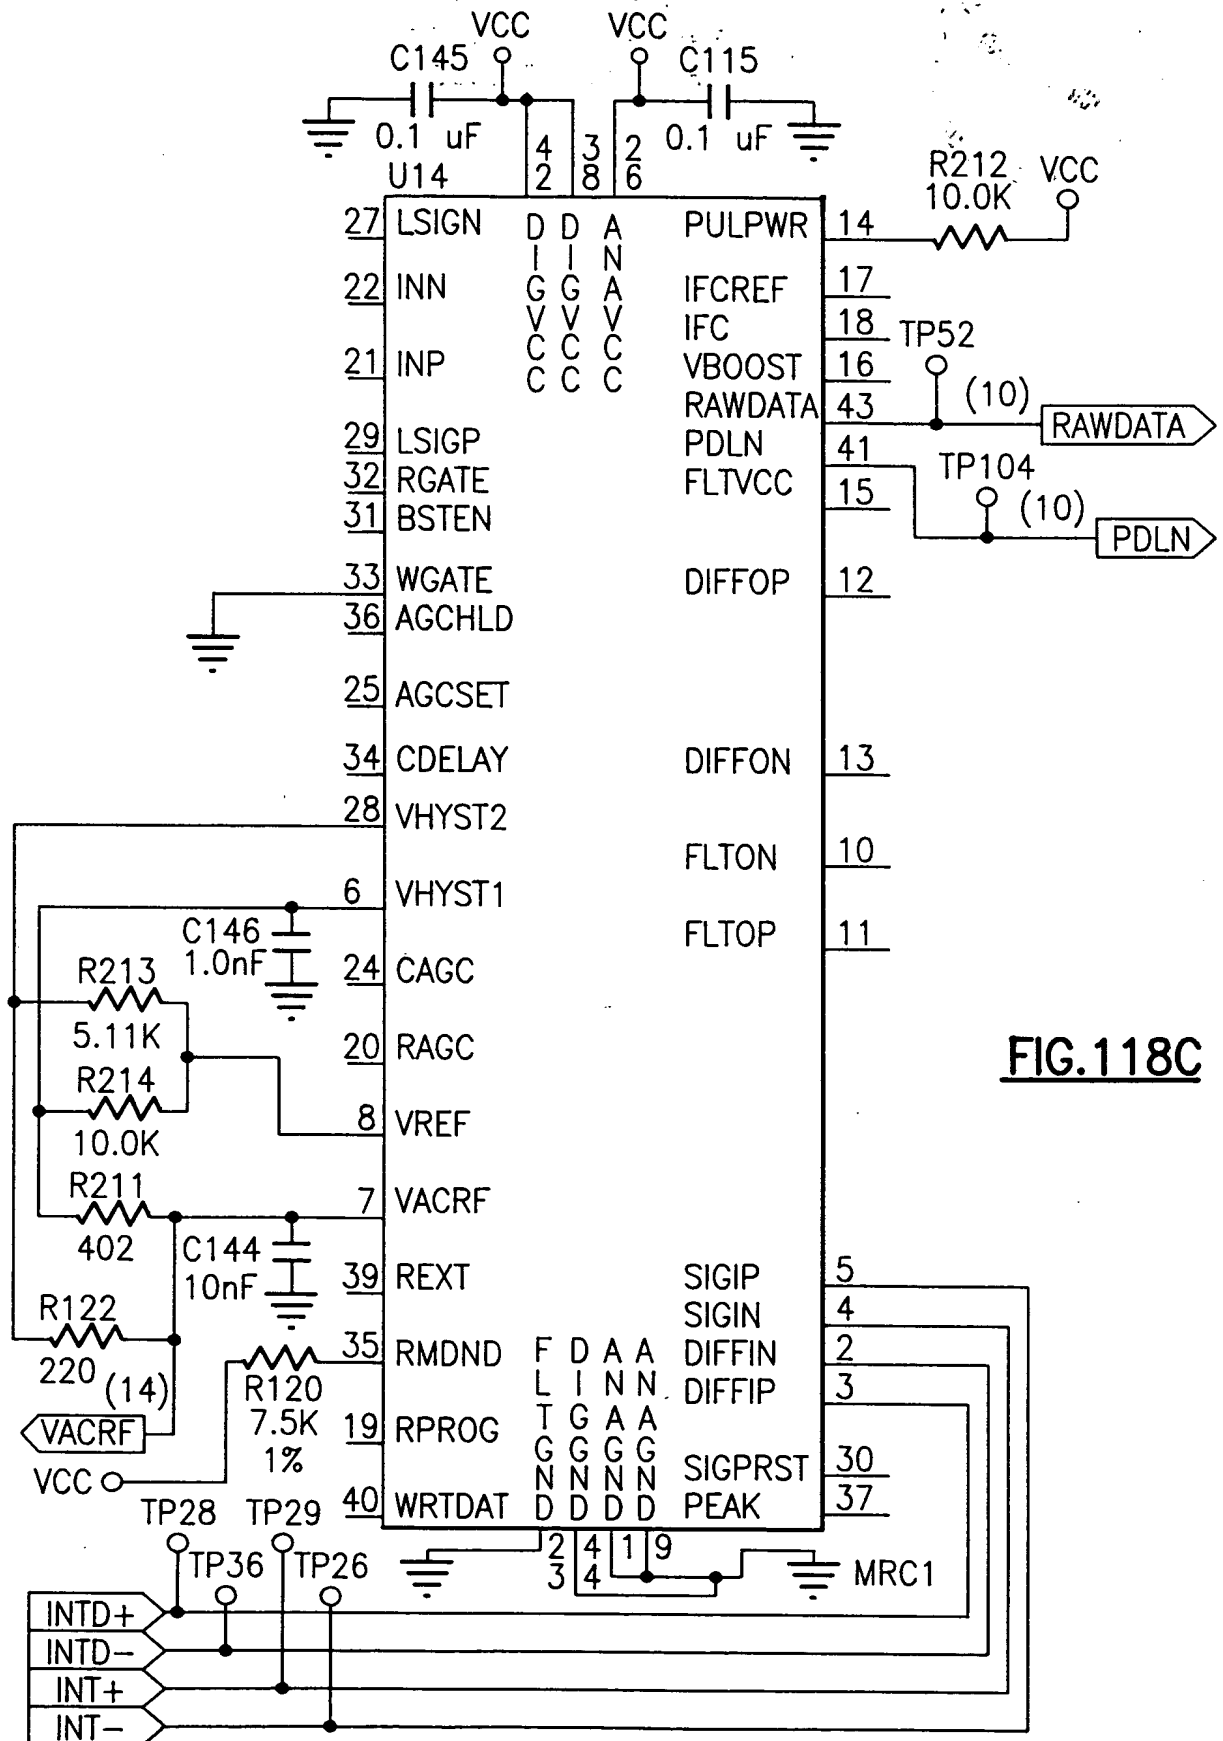 VCC VCC
C145 C115
0.1 uF 0.1 uF
4 3 2
2 8 6
U14
R212
10.0K
VCC
27 LSIGN
22 INN
21 INP
29 LSIGP
32 RGATE
31 BSTEN
33 WGATE
36 AGCHLD
25 AGCSET
34 CDELAY
28 VHYST2
6 VHYST1
24 CAGC
20 RAGC
8 VREF
7 VACRF
39 REXT
35 RMDND
19 RPROG
40 WRTDAT
DIGVCC
DIGVCC
ANAVCC
PULPWR 14
IFCREF 17
IFC 18
VBOOST 16
RAWDATA 43
PDLN 41
FLTVCC 15
DIFFOP 12
DIFFON 13
FLTON 10
FLTOP 11
SIGIP 5
SIGIN 4
DIFFIN 2
DIFFIP 3
SIGPRST 30
PEAK 37
TP52
(10)
RAWDATA
TP104
(10)
PDLN
C146
1.0nF
R213
5.11K
R214
10.0K
R211
402
C144
10nF
R122
220
(14)
VACRF
R120
7.5K
1%
VCC
FLTGND
DIGGND
ANAGND
ANAGND
2 4 1 9
3 4
MRC1
TP28 TP29
TP36 TP26
INTD+
INTD-
INT+
INT-
FIG.118C